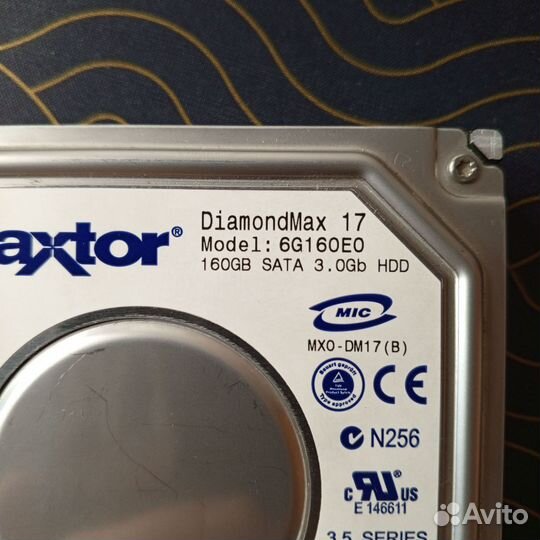 axtor®
DiamondMax 17
Model: 6G160E0
160GB SATA 3.0Gb HDD
MIC
MXO-DM17(B)
CE
N256
c RU US
®
E 146611
3.5 SERIES
Avito